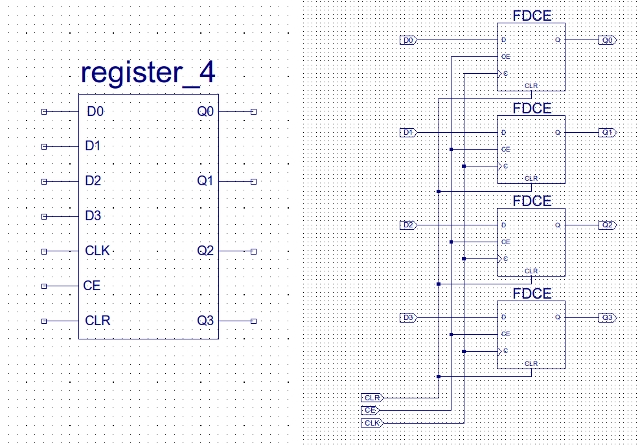 register_4
D0 Q0
D1
D2 Q1
D3
CLK Q2
CE
CLR Q3
FDCE
D0 D Q Q0
CE
C
CLR
FDCE
D1 D Q Q1
CE
C
CLR
FDCE
D2 D Q Q2
CE
C
CLR
FDCE
D3 D Q Q3
CE
C
CLR
CLR
CE
CLK